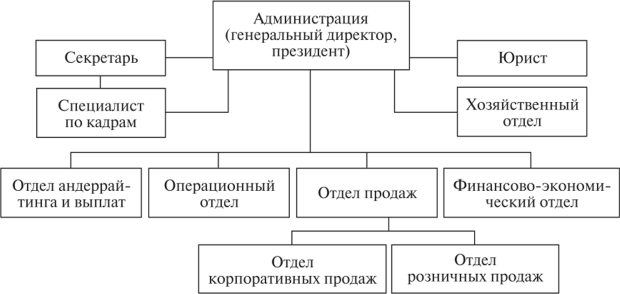 Администрация
(генеральный директор,
президент)
Секретарь
Юрист
Специалист
по кадрам
Хозяйственный
отдел
Отдел андеррай-
тинга и выплат
Операционный
отдел
Отдел продаж
Финансово-экономи-
ческий отдел
Отдел
корпоративных продаж
Отдел
розничных продаж